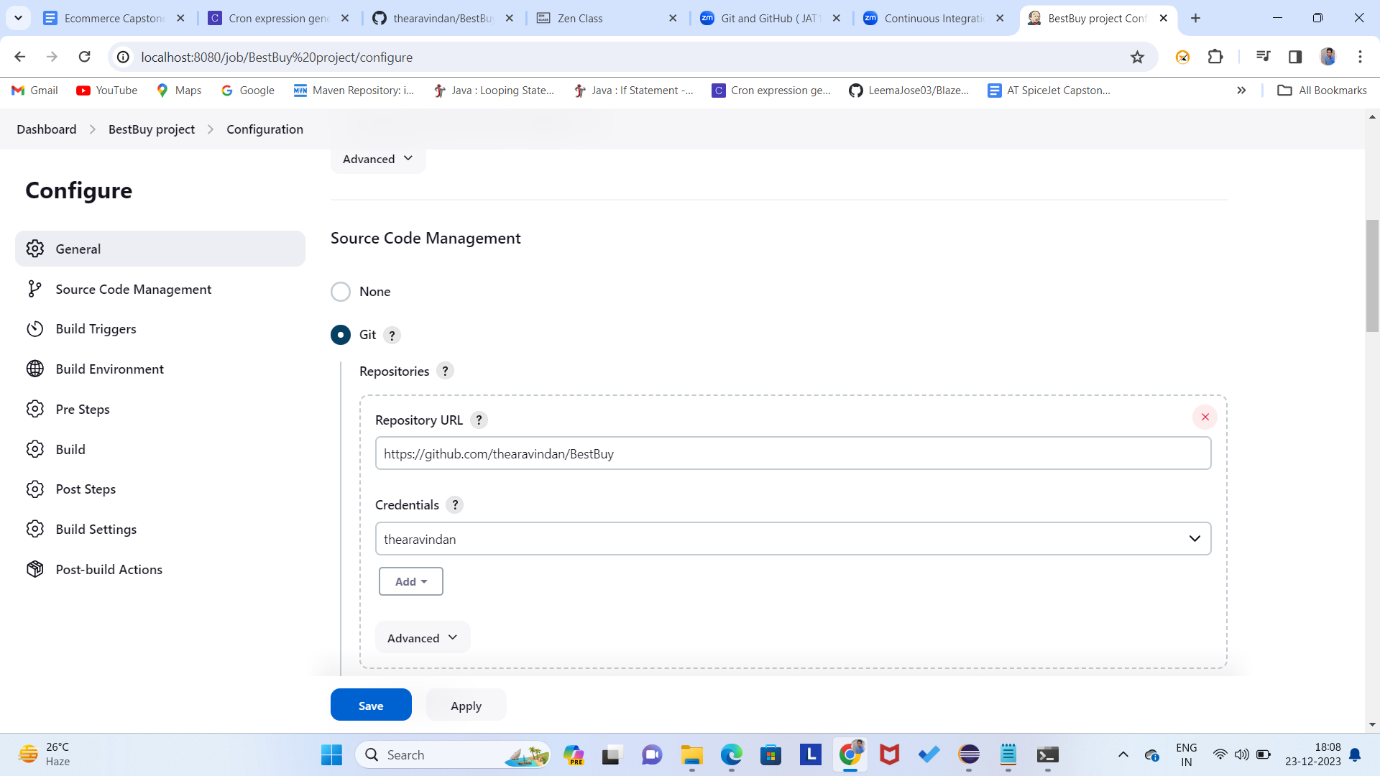 Ecommerce Capston
Cron expression gene
thearavindan/BestBuy
Zen Class
Git and GitHub ( JAT1
Continuous Integrati
BestBuy project Conf
localhost:8080/job/BestBuy%20project/configure
Gmail
YouTube
Maps
Google
Maven Repository: i...
Java : Looping State...
Java : If Statement -...
Cron expression ge...
LeemaJose03/Blaze...
AT SpiceJet Capston...
»
All Bookmarks
Dashboard
BestBuy project
Configuration
Advanced
Configure
General
Source Code Management
Build Triggers
Build Environment
Pre Steps
Build
Post Steps
Build Settings
Post-build Actions
Source Code Management
None
Git ?
Repositories ?
Repository URL ?
https://github.com/thearavindan/BestBuy
Credentials ?
thearavindan
Add
Advanced
Save
Apply
26°C
Haze
Search
PRE
L
ENG
IN
18:08
23-12-2023